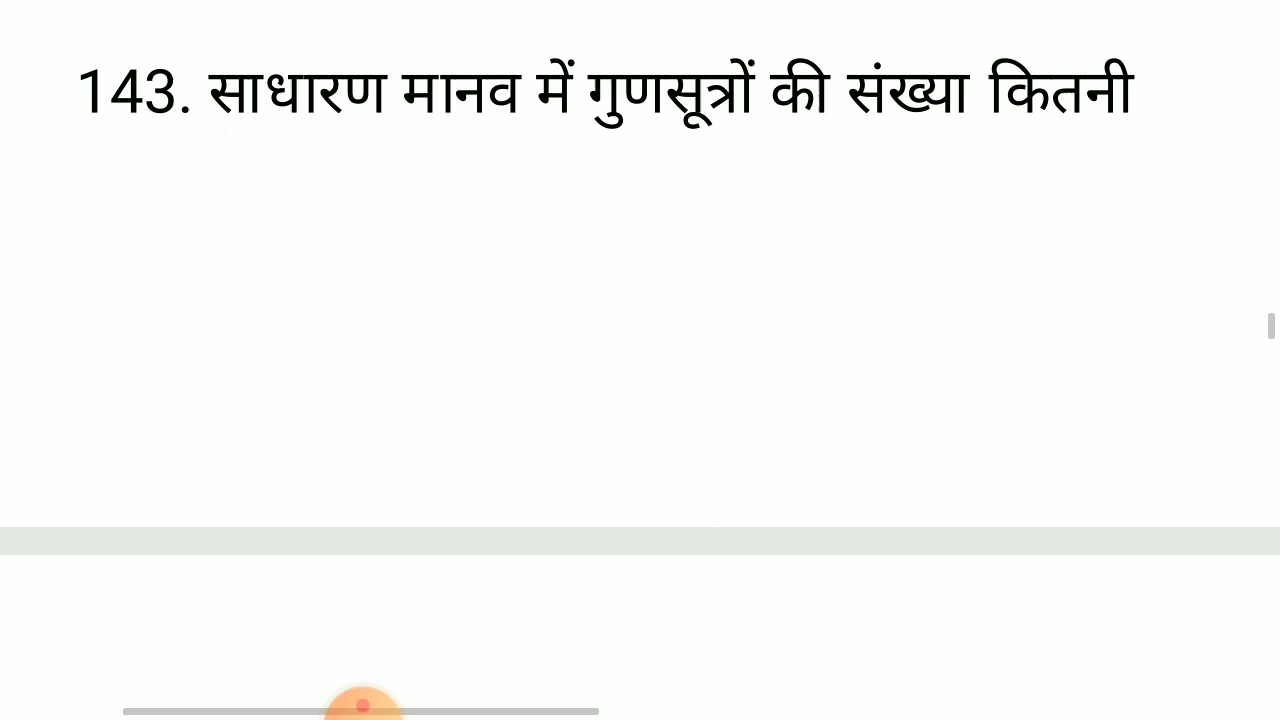 143. साधारण मानव में गुणसूत्रों की संख्या कितनी